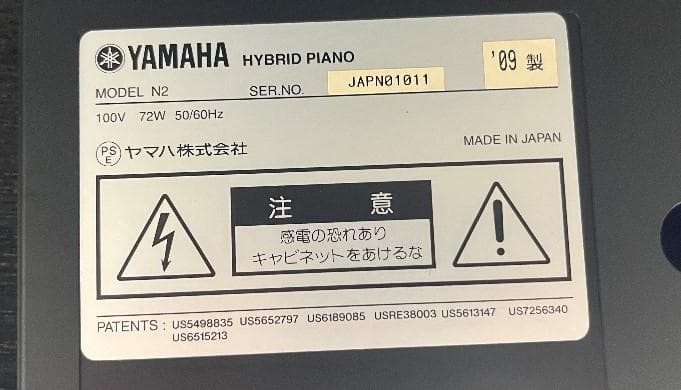 YAMAHA HYBRID PIANO
'09 製
MODEL N2 SER.NO. JAPN01011
100V 72W 50/60Hz
PSE ヤマハ株式会社 MADE IN JAPAN
注 意
感電の恐れあり
キャビネットをあけるな
PATENTS : US5498835 US5652797 US6189085 USRE38003 US5613147 US7256340
US6515213